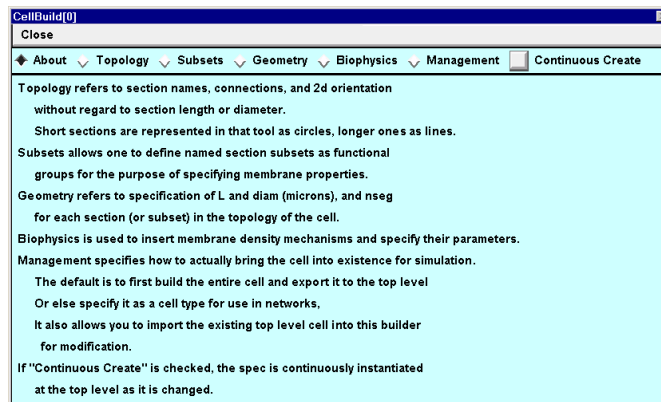 CellBuild[0]
Close
About Topology Subsets Geometry Biophysics Management Continuous Create
Topology refers to section names, connections, and 2d orientation
without regard to section length or diameter.
Short sections are represented in that tool as circles, longer ones as lines.
Subsets allows one to define named section subsets as functional
groups for the purpose of specifying membrane properties.
Geometry refers to specification of L and diam (microns), and nseg
for each section (or subset) in the topology of the cell.
Biophysics is used to insert membrane density mechanisms and specify their parameters.
Management specifies how to actually bring the cell into existence for simulation.
The default is to first build the entire cell and export it to the top level
Or else specify it as a cell type for use in networks,
It also allows you to import the existing top level cell into this builder
for modification.
If "Continuous Create" is checked, the spec is continuously instantiated
at the top level as it is changed.